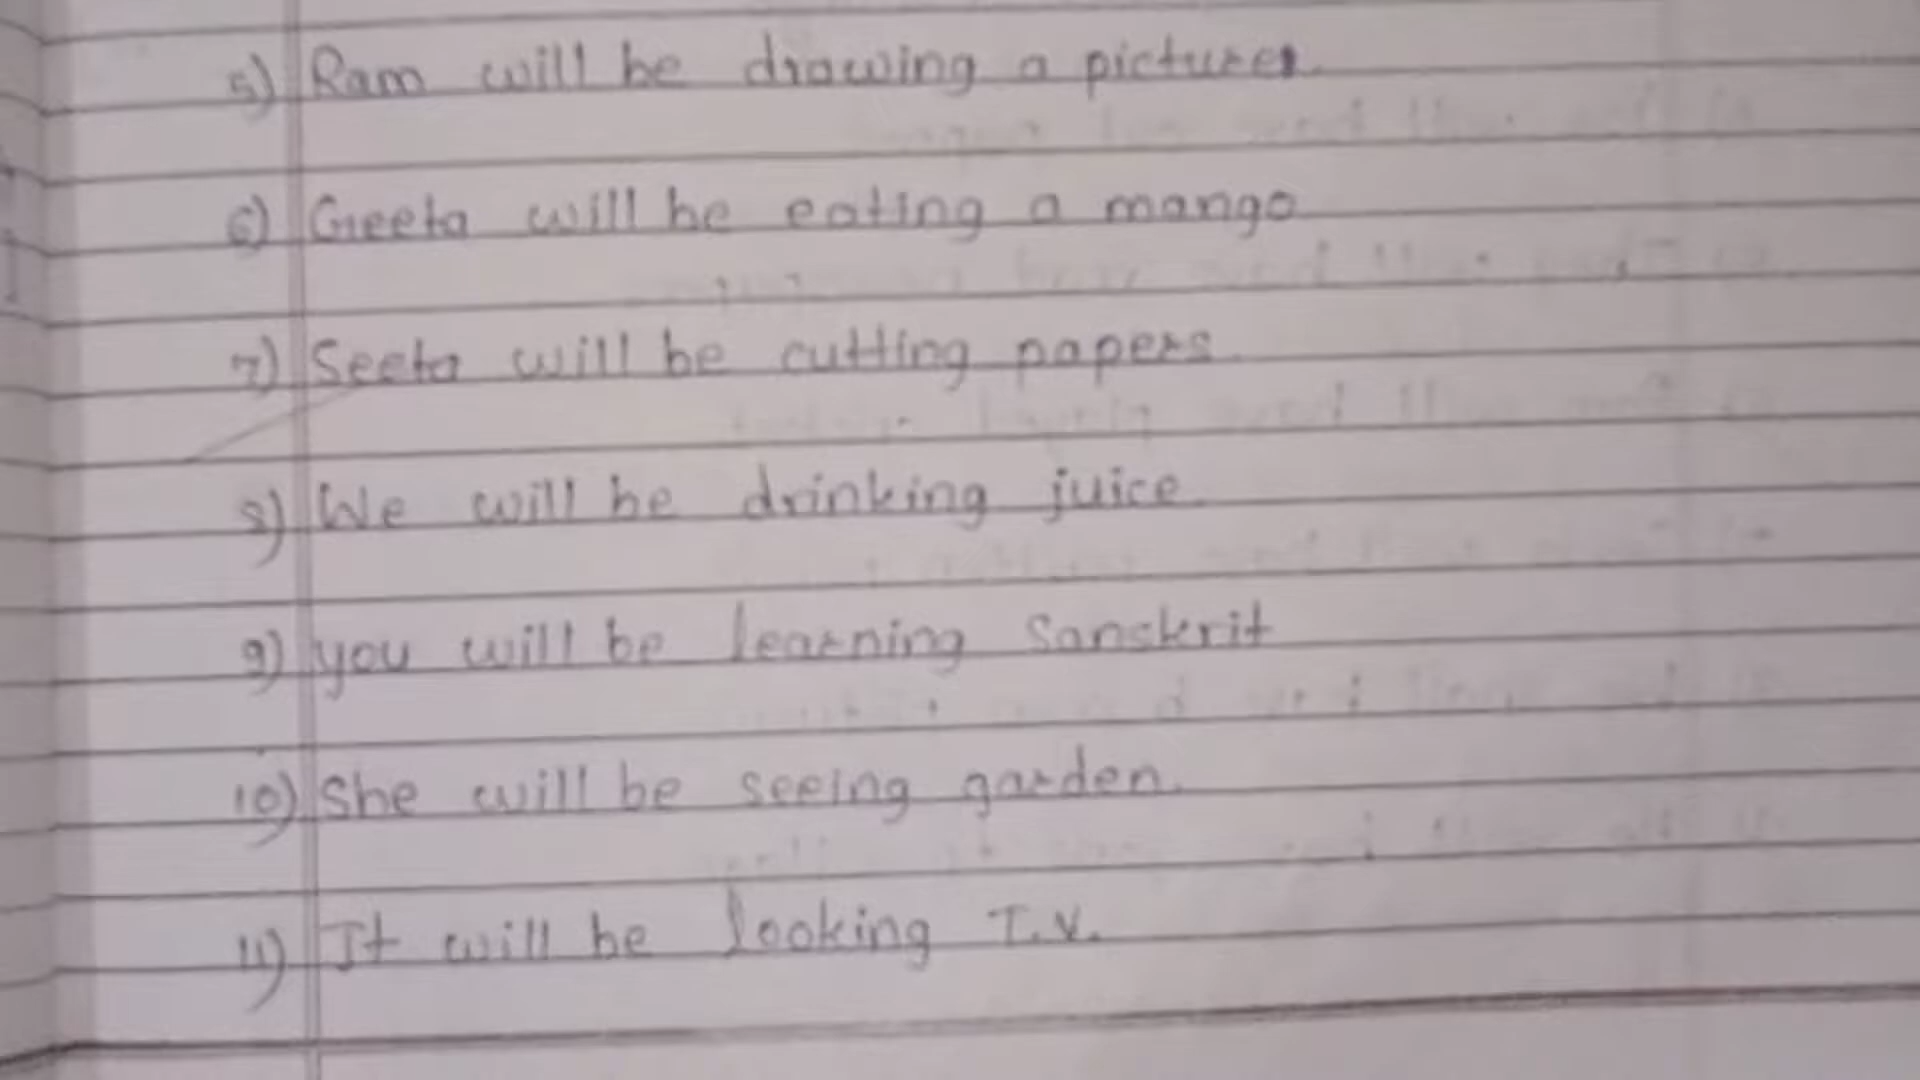 5) Ram will be drawing a picture.
6) Geeta will be eating a mango
7) Seeta will be cutting papers.
8) We will be drinking juice.
9) you will be learning Sanskrit
10) She will be seeing garden.
11) It will be looking T.V.